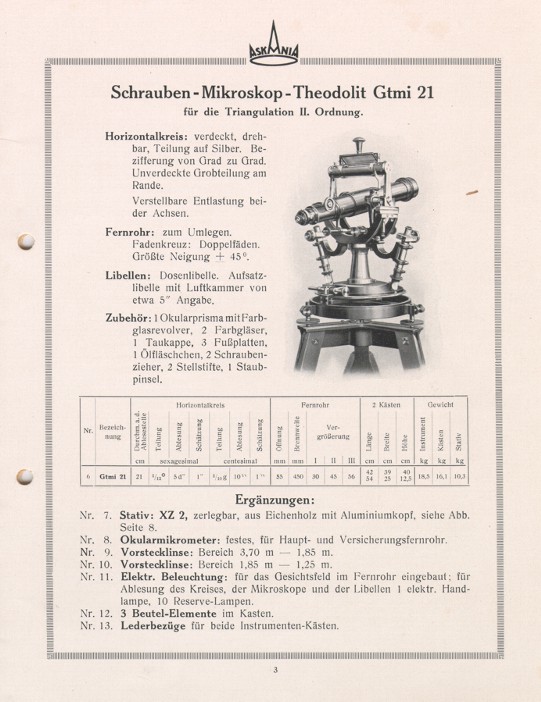 ASKANIA
Schrauben-Mikroskop-Theodolit Gtmi 21
für die Triangulation II. Ordnung.
Horizontalkreis: verdeckt, dreh-
bar, Teilung auf Silber. Be-
zifferung von Grad zu Grad.
Unverdeckte Grobteilung am
Rande.
Verstellbare Entlastung bei-
der Achsen.
Fernrohr: zum Umlegen.
Fadenkreuz: Doppelfäden.
Größte Neigung ± 45°.
Libellen: Dosenlibelle. Aufsatz-
libelle mit Luftkammer von
etwa 5" Angabe.
Zubehör: 1 Okularprisma mit Farb-
glasrevolver, 2 Farbgläser,
1 Taukappe, 3 Fußplatten,
1 Ölfläschchen, 2 Schrauben-
zieher, 2 Stellstifte, 1 Staub-
pinsel.
Nr. Bezeich-nung Horizontalkreis Fernrohr 2 Kästen Gewicht
Durchm. a. d. Ablesestelle Teilung Ablesung Schätzung Teilung Ablesung Schätzung Öffnung Brennweite Ver-größerung Länge Breite Höhe Instrument Kästen Stativ
cm sexagesimal centesimal mm mm I II III cm cm cm kg kg kg
6 Gtmi 21 21 1/12° 5" 1" 1/10 g 10'' 1'' 55 450 30 45 56 42 39 40 18,5 16,1 10,3
54 25 12,5
Ergänzungen:
Nr. 7. Stativ: XZ 2, zerlegbar, aus Eichenholz mit Aluminiumkopf, siehe Abb.
Seite 8.
Nr. 8. Okularmikrometer: festes, für Haupt- und Versicherungsfernrohr.
Nr. 9. Vorstecklinse: Bereich 3,70 m — 1,85 m.
Nr. 10. Vorstecklinse: Bereich 1,85 m — 1,25 m.
Nr. 11. Elektr. Beleuchtung: für das Gesichtsfeld im Fernrohr eingebaut; für
Ablesung des Kreises, der Mikroskope und der Libellen 1 elektr. Hand-
lampe, 10 Reserve-Lampen.
Nr. 12. 3 Beutel-Elemente im Kasten.
Nr. 13. Lederbezüge für beide Instrumenten-Kästen.
3